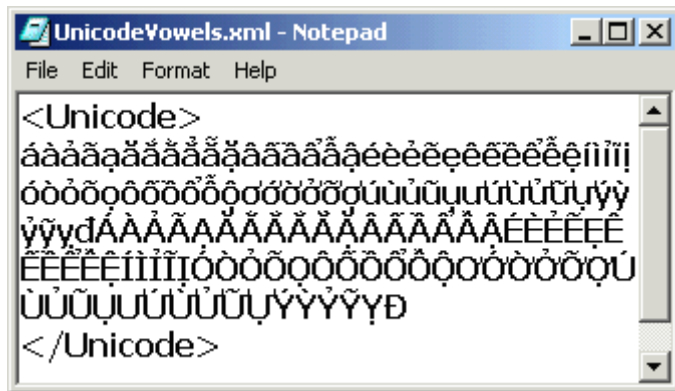 UnicodeVowels.xml - Notepad
File Edit Format Help
<Unicode>
áàảãạăắằẳẵặâấầẩẫậéèẻẽẹêếềểễệíìỉĩị
óòỏõọôốồổỗộơớờởỡợúùủũụưứừửữựýỳ
ỷỹỵđÁÀẢÃẠĂẮẰẲẴẶÂẤẦẨẪẬÉÈẺẼẸÊ
ẾỀỂỄỆÍÌỈĨỊÓÒỎÕỌÔỐỒỔỖỘƠỚỜỞỠỢÚ
ÙỦŨỤƯỨỪỬỮỰÝỲỶỸỴĐ
</Unicode>